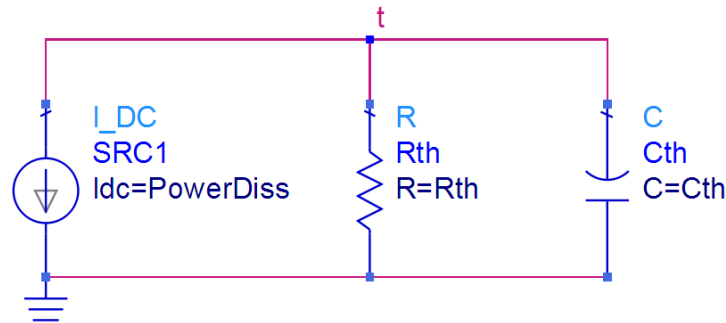 t
I_DC
SRC1
Idc=PowerDiss
R
Rth
R=Rth
C
Cth
C=Cth